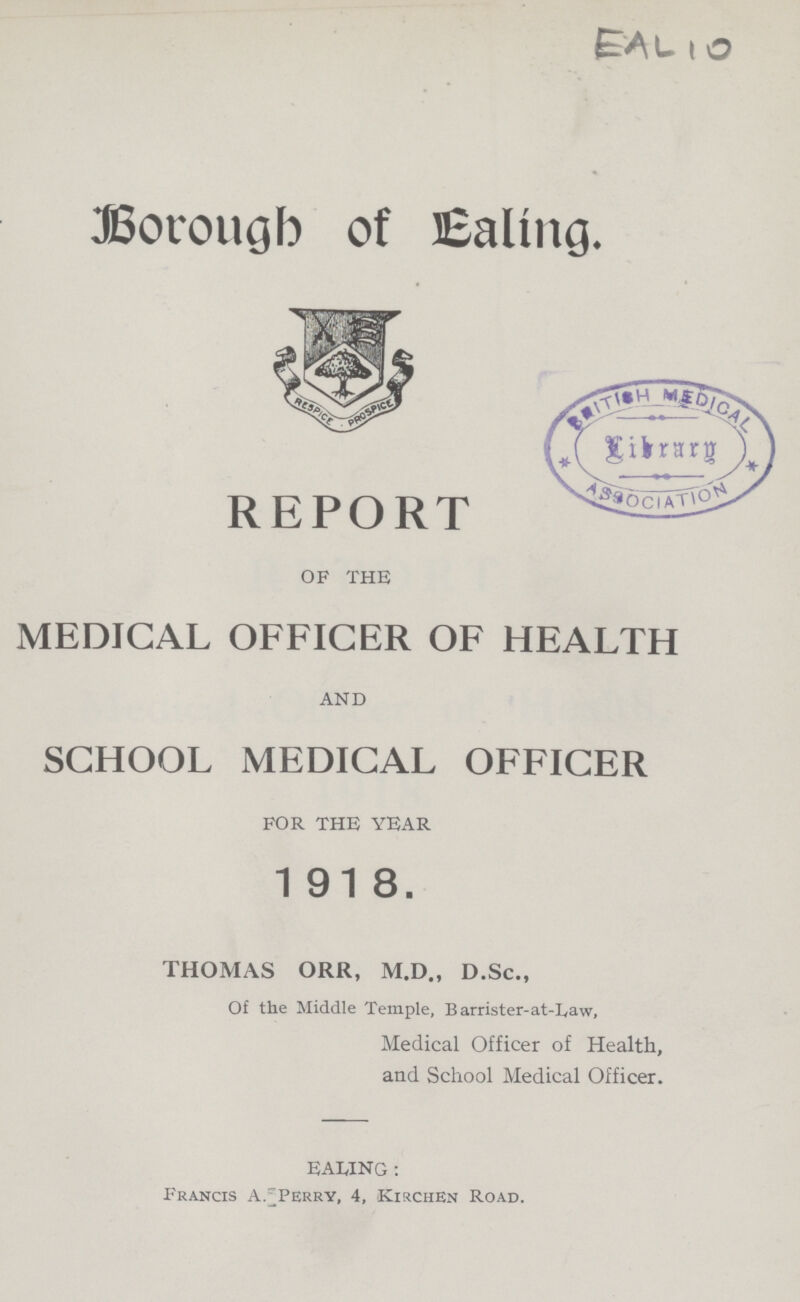 EAL 10
Borough of Ealing.
RESPICE · PROSPICE
BRITISH MEDICAL
Library
* ASSOCIATION *
REPORT
OF THE
MEDICAL OFFICER OF HEALTH
AND
SCHOOL MEDICAL OFFICER
FOR THE YEAR
1918.
THOMAS ORR, M.D., D.Sc.,
Of the Middle Temple, Barrister-at-Law,
Medical Officer of Health,
and School Medical Officer.
EALING:
FRANCIS A. PERRY, 4, KIRCHEN ROAD.